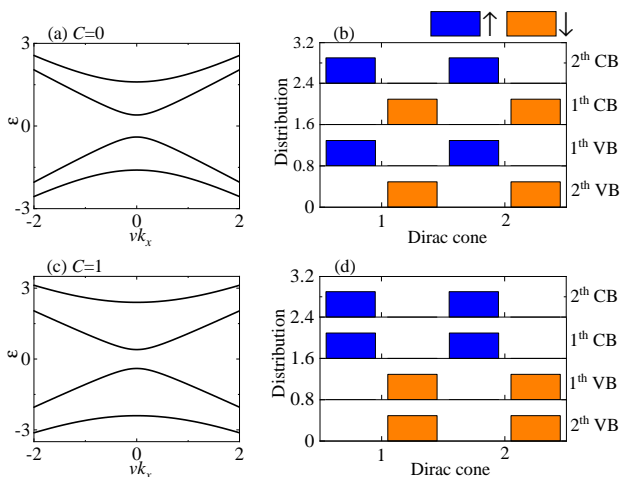 ↑ ↓
(a) C=0
3
0
-3
ε
-2 0 2
vkx
(b)
3.2
2.4
1.6
0.8
0
Distribution
1 2
Dirac cone
2th CB
1th CB
1th VB
2th VB
(c) C=1
3
0
-3
ε
-2 0 2
vkx
(d)
3.2
2.4
1.6
0.8
0
Distribution
1 2
Dirac cone
2th CB
1th CB
1th VB
2th VB